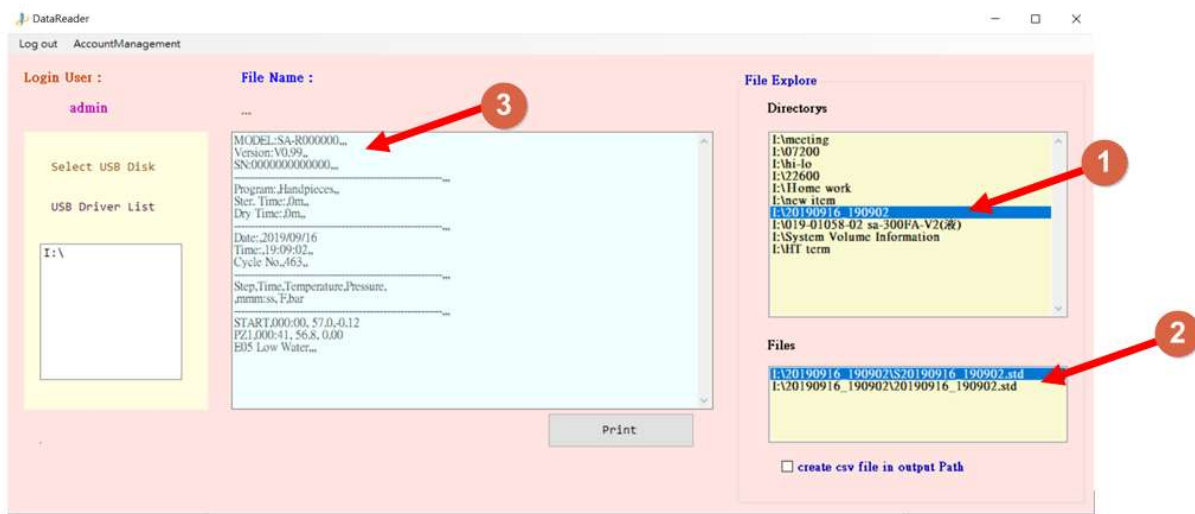 DataReader
Log out AccountManagement
Login User :
admin
Select USB Disk
USB Driver List
I:\
File Name :
...
3
MODEL:SA-R000000,,,
Version:V0.99,,
SN:0000000000000,,,
Program:,Handpieces,,
Ster. Time:,0m,,
Dry Time:,0m,,
Date:,2019/09/16
Time:,19:09:02,,
Cycle No.,463,,
Step,Time,Temperature,Pressure,
,mmm:ss,F,bar
START,000:00, 57.0,-0.12
PZ1,000:41, 56.8, 0.00
E05 Low Water,,,
Print
File Explore
Directorys
1
I:\meeting
I:\07200
I:\hi-lo
I:\22600
I:\Home work
I:\new item
I:\20190916_190902
I:\019-01058-02 sa-300FA-V2(液)
I:\System Volume Information
I:\HT term
2
Files
I:\20190916_190902\S20190916_190902.std
I:\20190916_190902\20190916_190902.std
create csv file in output Path